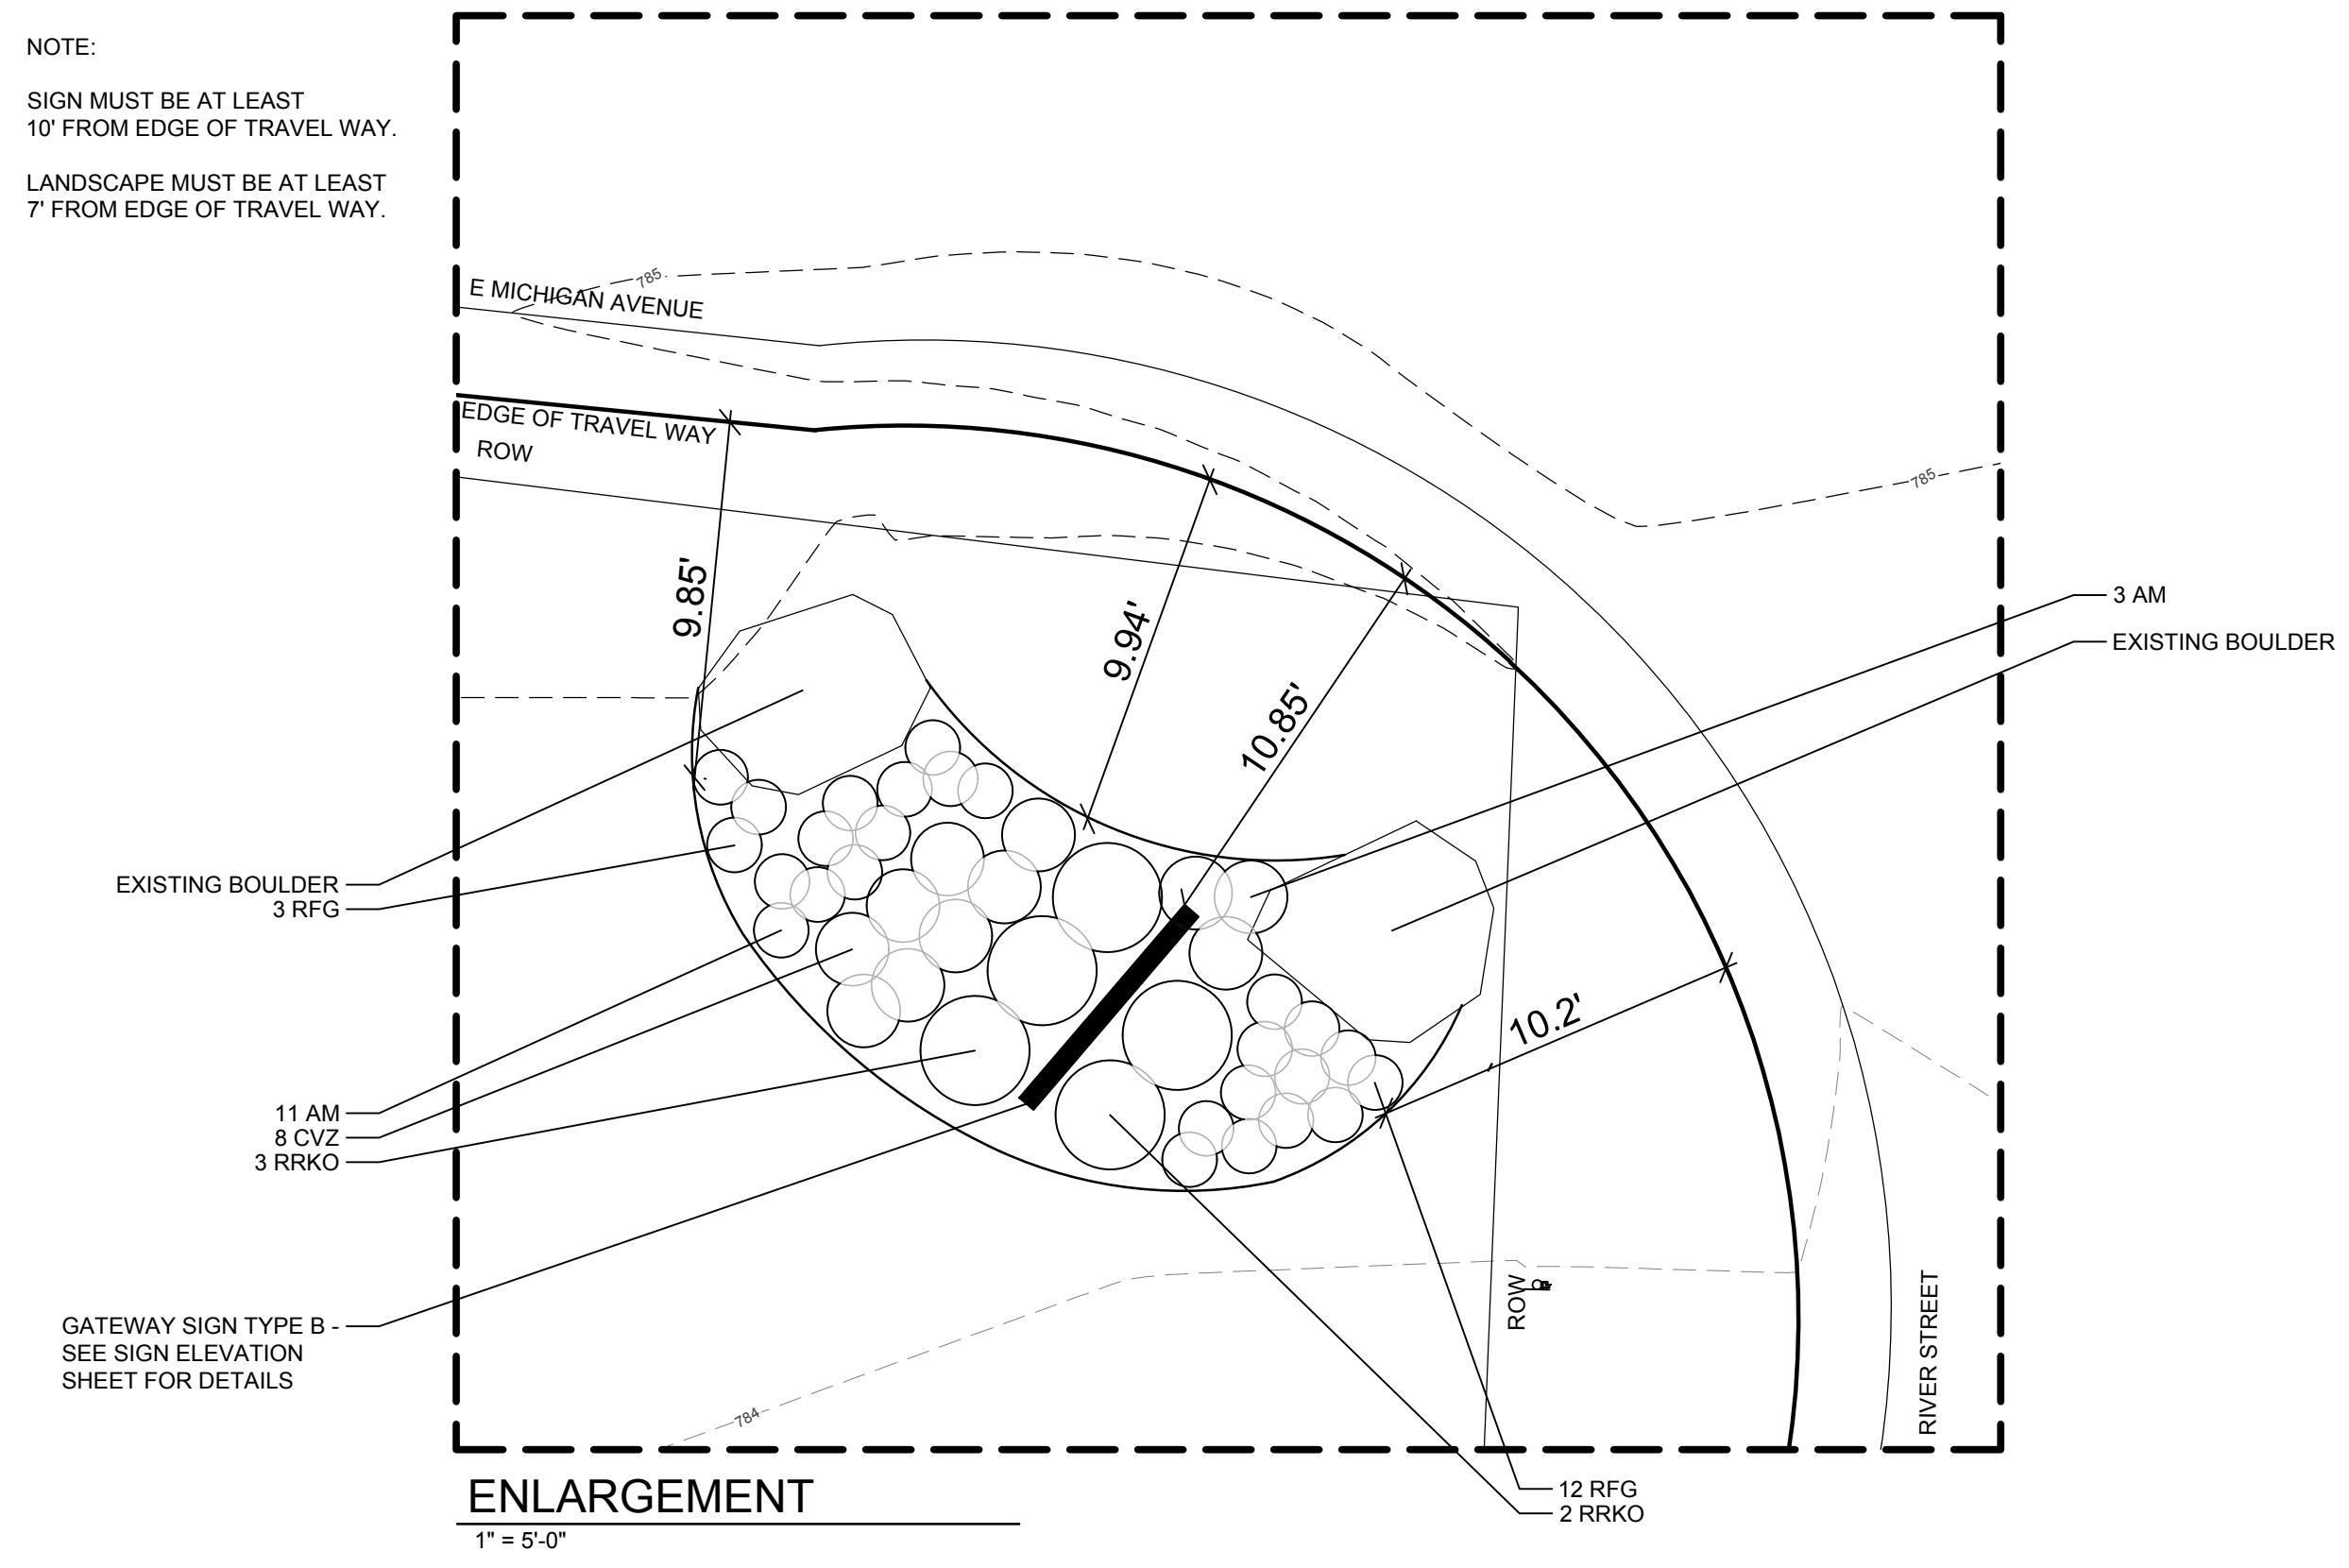 NOTE:
SIGN MUST BE AT LEAST
10' FROM EDGE OF TRAVEL WAY.
LANDSCAPE MUST BE AT LEAST
7' FROM EDGE OF TRAVEL WAY.
785
E MICHIGAN AVENUE
EDGE OF TRAVEL WAY
ROW
785
9.85'
9.94'
10.85'
3 AM
EXISTING BOULDER
EXISTING BOULDER
3 RFG
10.2'
11 AM
8 CVZ
3 RRKO
GATEWAY SIGN TYPE B -
SEE SIGN ELEVATION
SHEET FOR DETAILS
ROW
RIVER STREET
784
12 RFG
2 RRKO
ENLARGEMENT
1" = 5'-0"